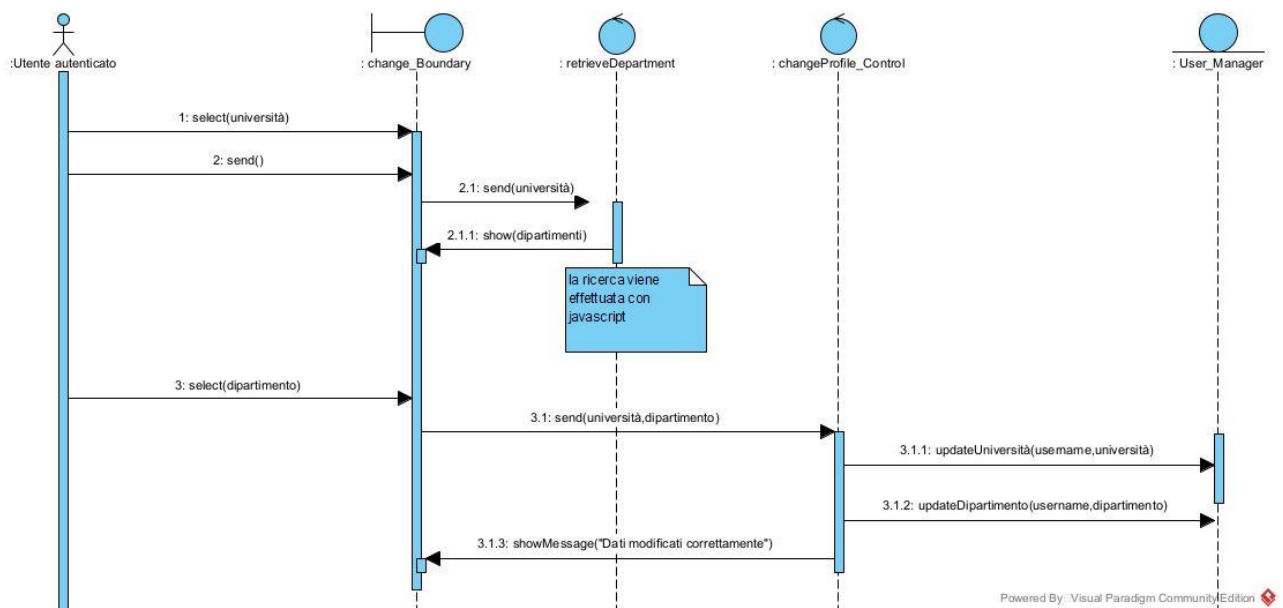 :Utente autenticato
: change_Boundary
: retrieveDepartment
: changeProfile_Control
: User_Manager
1: select(università)
2: send()
2.1: send(università)
2.1.1: show(dipartimenti)
la ricerca viene
effettuata con
javascript
3: select(dipartimento)
3.1: send(università,dipartimento)
3.1.1: updateUniversità(username,università)
3.1.2: updateDipartimento(username,dipartimento)
3.1.3: showMessage("Dati modificati correttamente")
Powered By: Visual Paradigm Community Edition